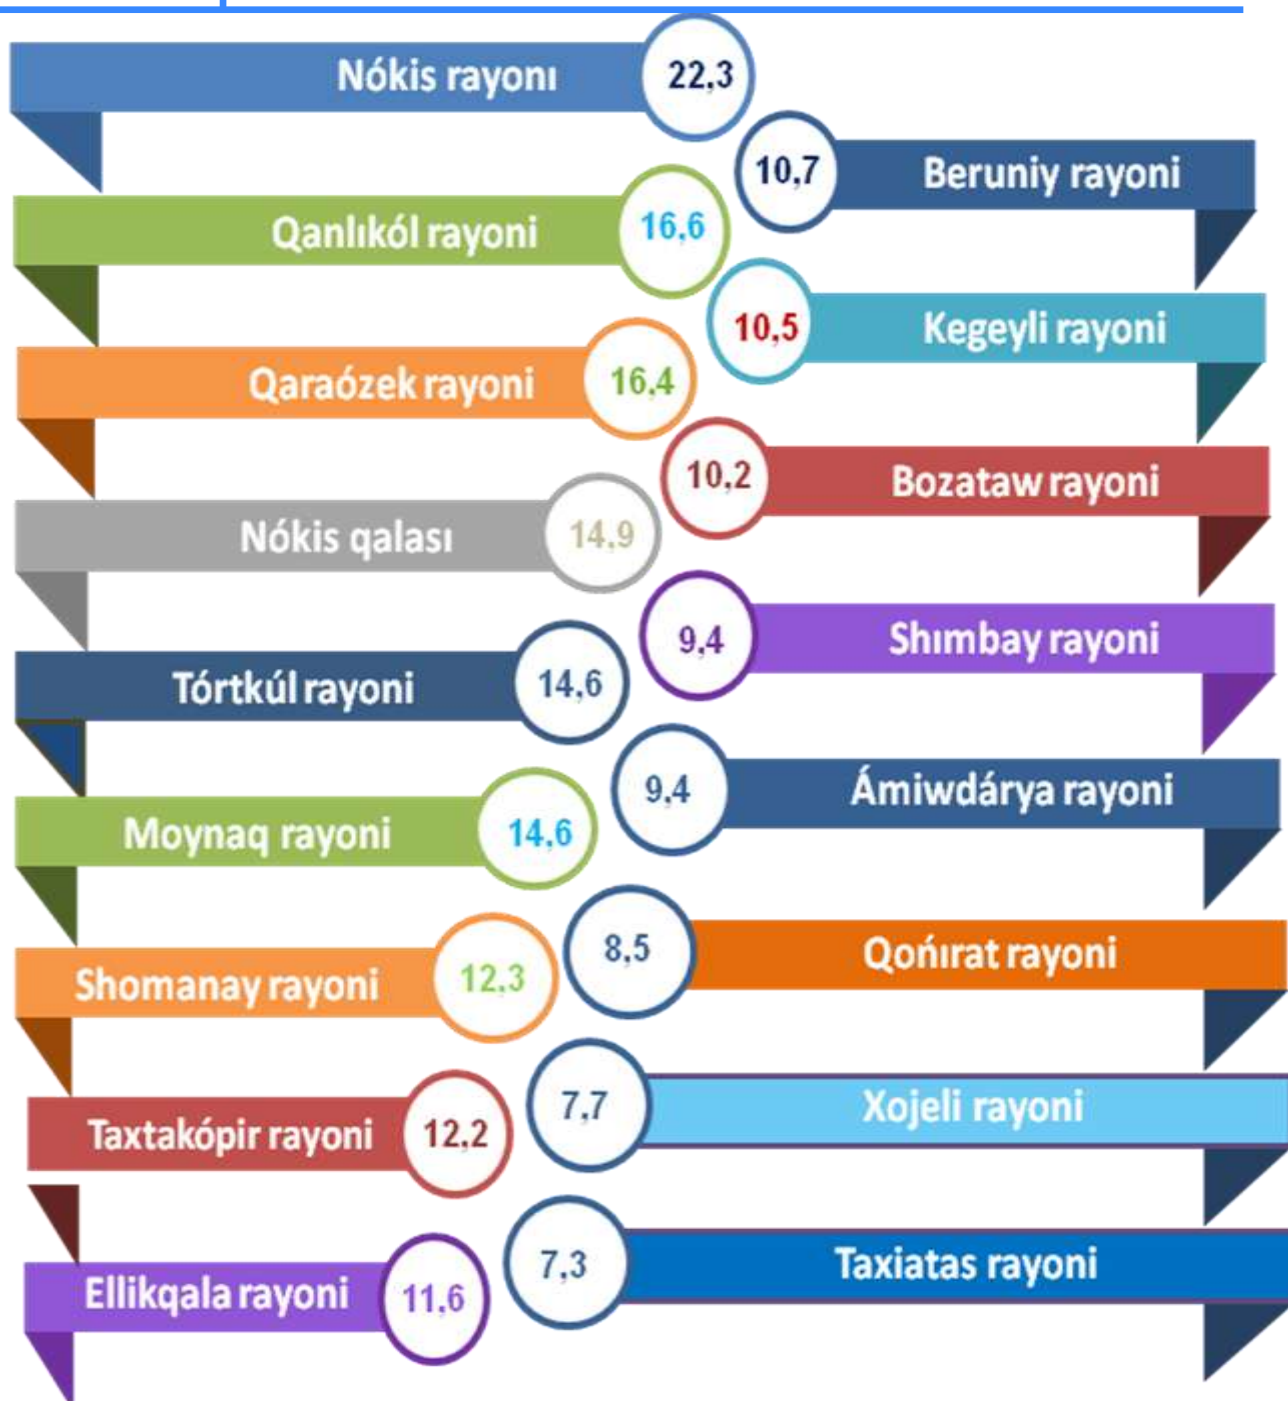 Nókis rayonı
22,3
10,7
Beruniy rayoni
Qanlıkól rayoni
16,6
10,5
Kegeyli rayoni
Qaraózek rayoni
16,4
10,2
Bozataw rayoni
Nókis qalası
14,9
9,4
Shımbay rayoni
Tórtkúl rayoni
14,6
9,4
Ámiwdárya rayoni
Moynaq rayoni
14,6
8,5
Qońırat rayoni
Shomanay rayoni
12,3
7,7
Xojeli rayoni
Taxtakópir rayoni
12,2
7,3
Taxiatas rayoni
Ellikqala rayoni
11,6